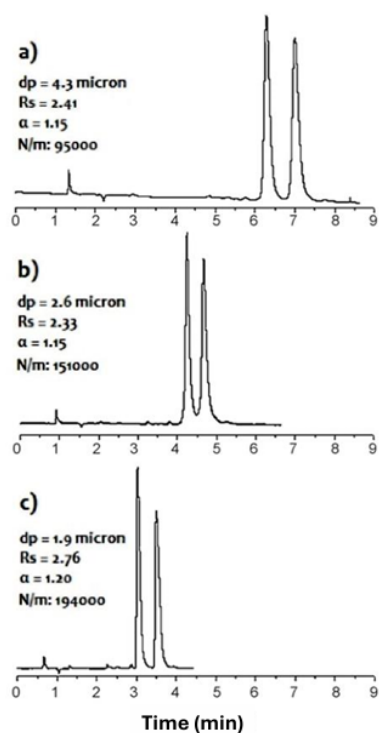 a)
dp = 4.3 micron
Rs = 2.41
α = 1.15
N/m: 95000
0 1 2 3 4 5 6 7 8 9
b)
dp = 2.6 micron
Rs = 2.33
α = 1.15
N/m: 151000
0 1 2 3 4 5 6 7 8 9
c)
dp = 1.9 micron
Rs = 2.76
α = 1.20
N/m: 194000
0 1 2 3 4 5 6 7 8 9
Time (min)